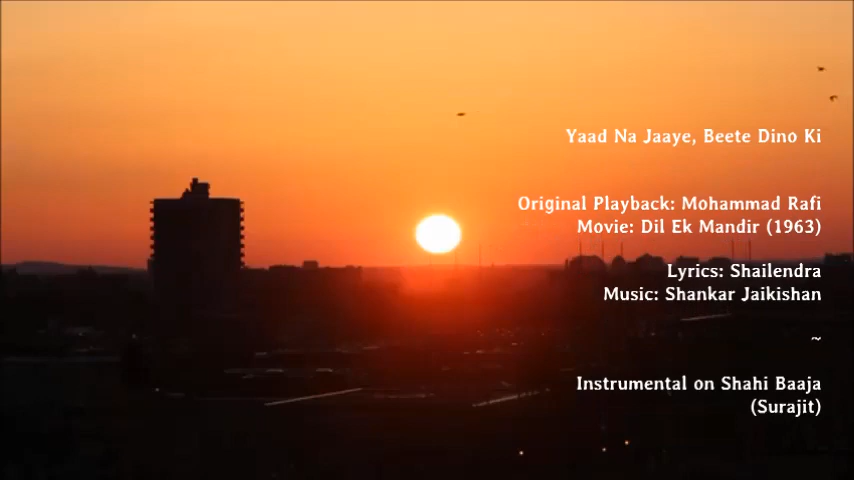 Yaad Na Jaaye, Beete Dino Ki
Original Playback: Mohammad Rafi
Movie: Dil Ek Mandir (1963)
Lyrics: Shailendra
Music: Shankar Jaikishan
~
Instrumental on Shahi Baaja
(Surajit)